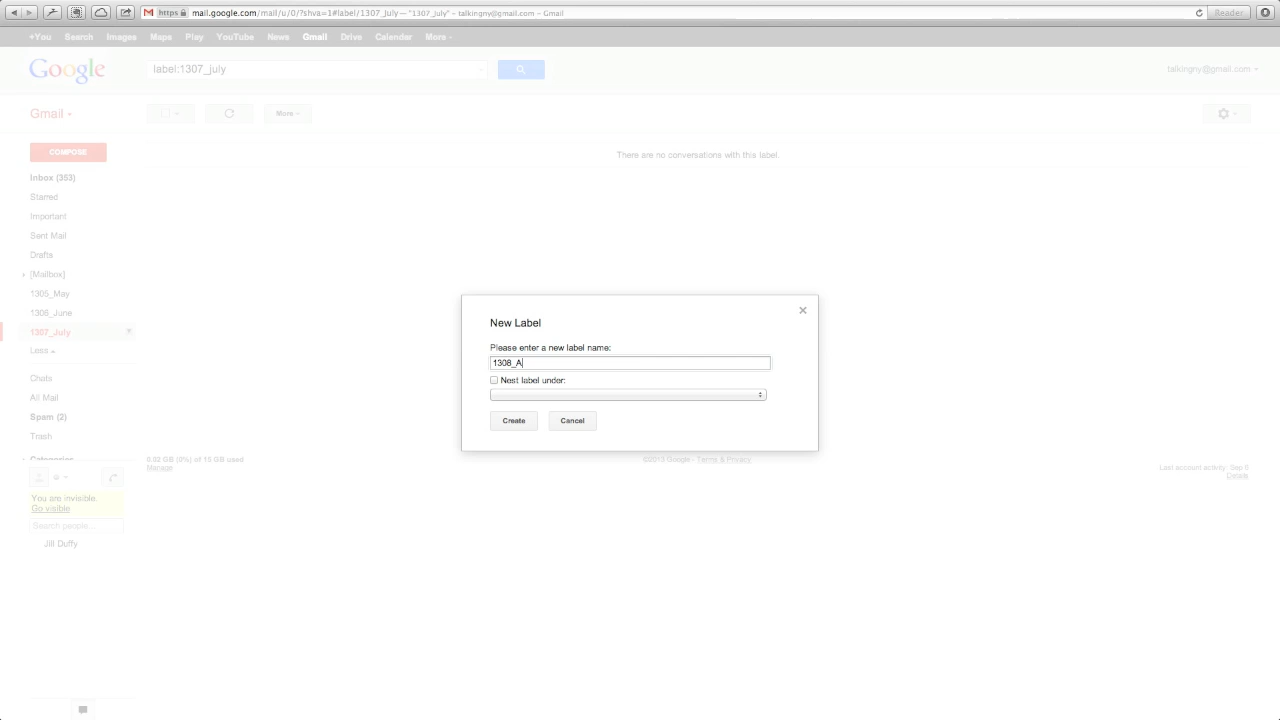 https mail.google.com/mail/u/0/?shva=1#label/1307_July — "1307_July" – talkingny@gmail.com – Gmail
Reader
+You Search Images Maps Play YouTube News Gmail Drive Calendar More
Google
label:1307_july
talkingny@gmail.com
Gmail
More
COMPOSE
There are no conversations with this label.
Inbox (353)
Starred
Important
Sent Mail
Drafts
[Mailbox]
1305_May
1306_June
1307_July
Less
Chats
All Mail
Spam (2)
Trash
Categories
New Label
Please enter a new label name:
1308_A
Nest label under:
Create Cancel
0.02 GB (0%) of 15 GB used
Manage
©2013 Google - Terms & Privacy
Last account activity: Sep 6
Details
You are invisible.
Go visible
Search people...
Jill Duffy